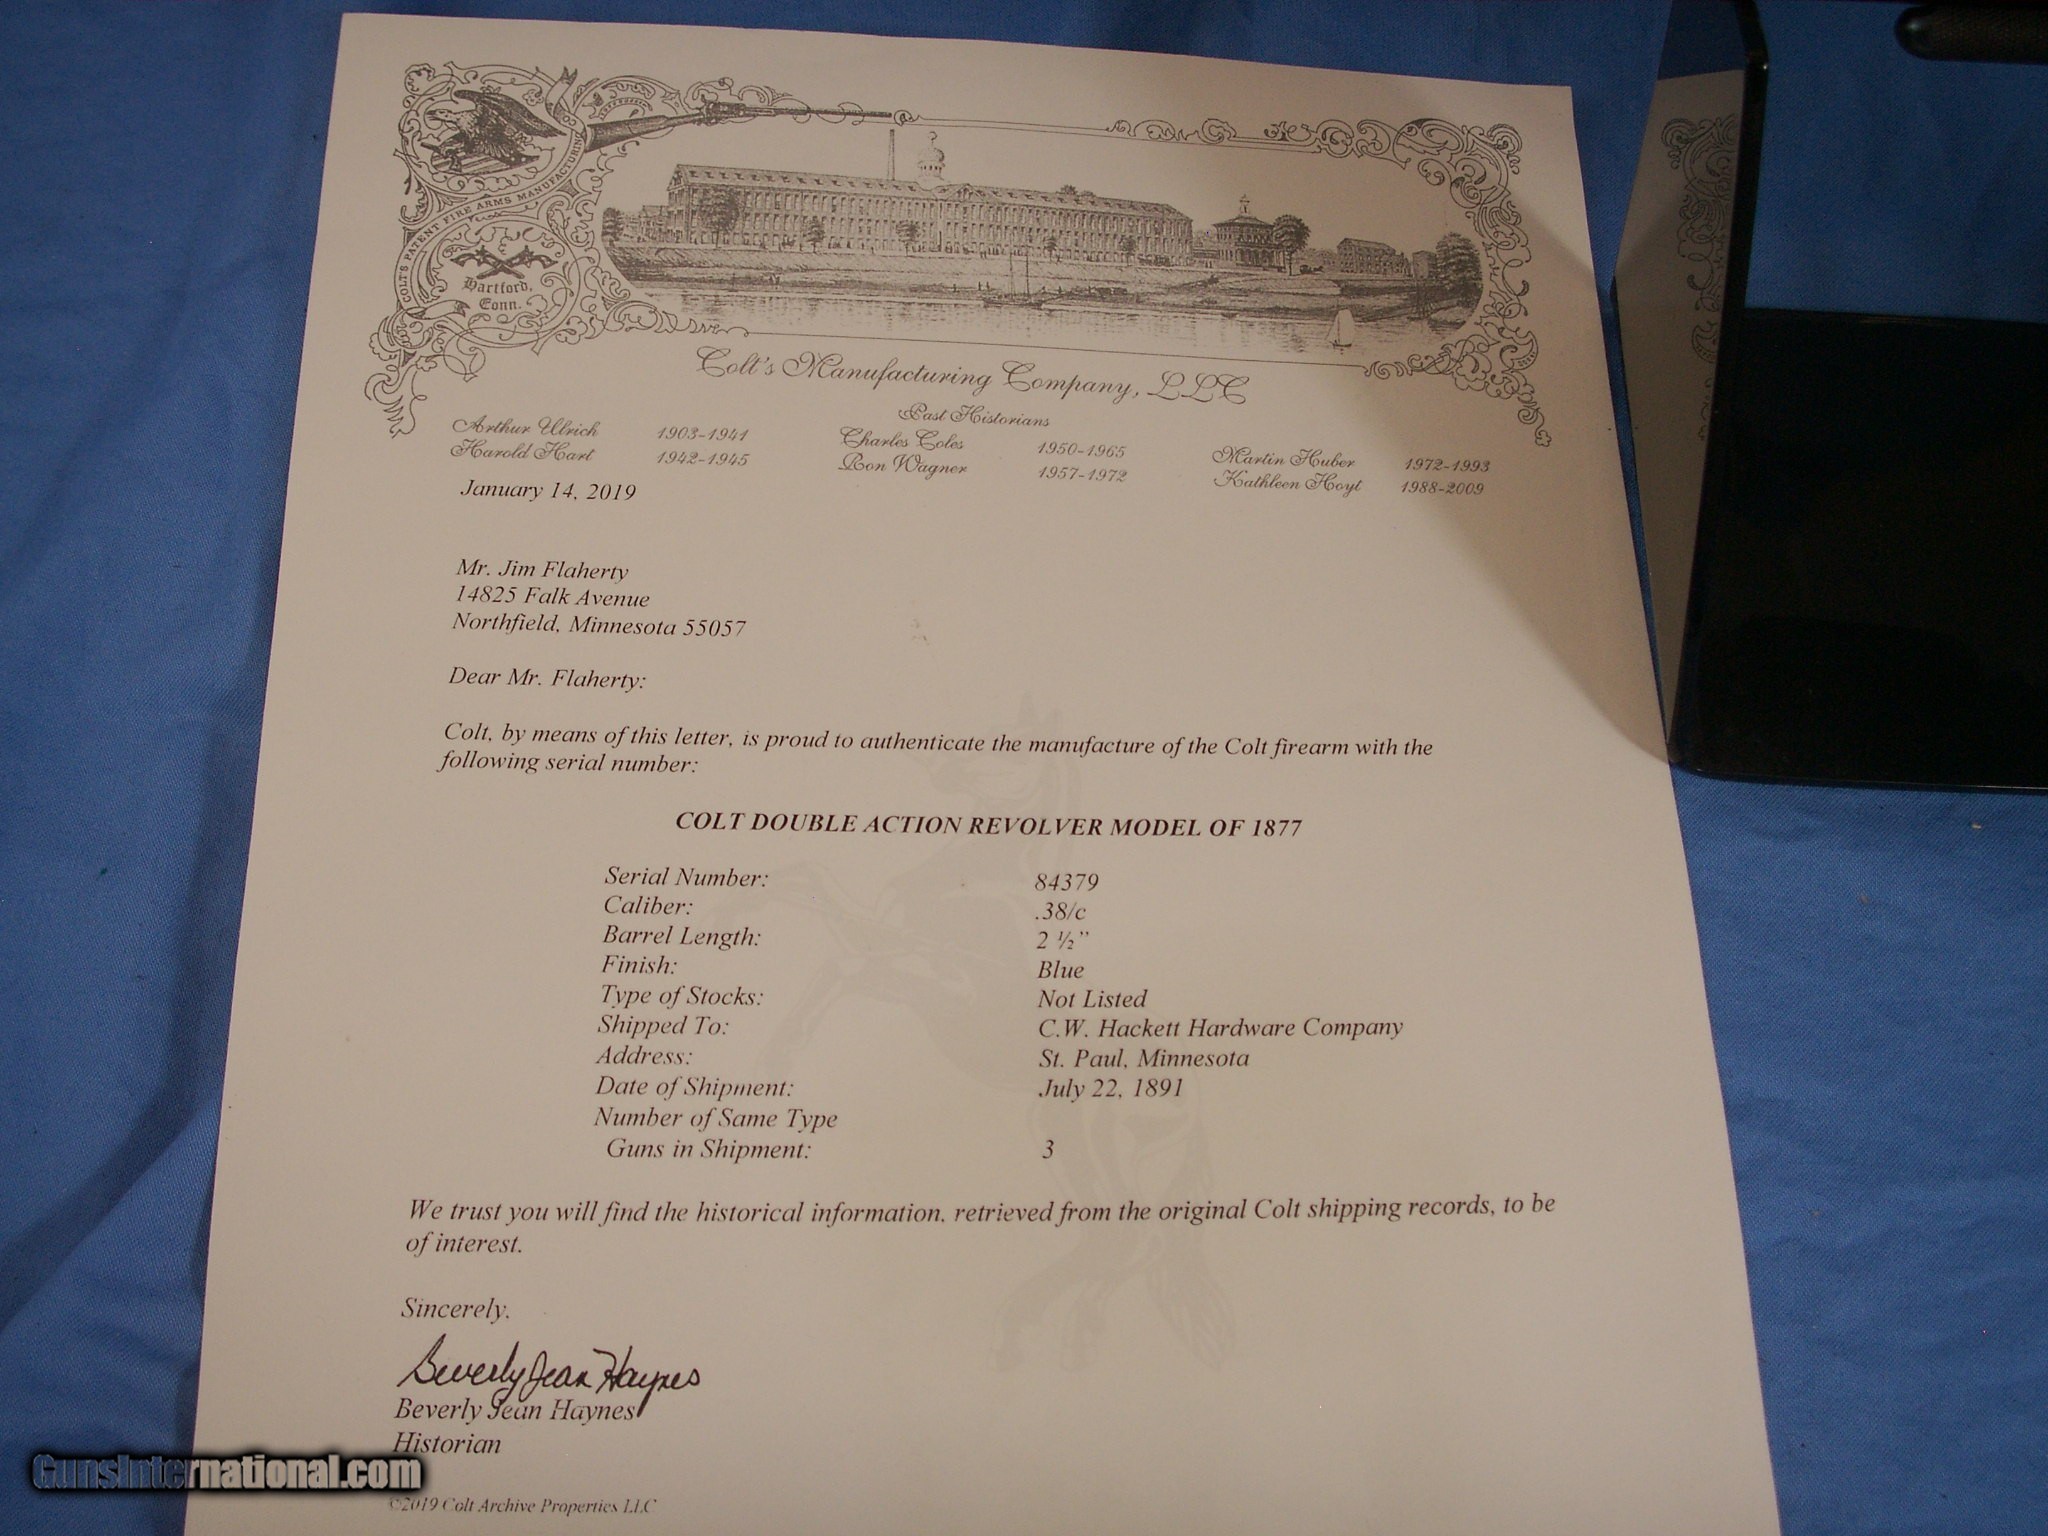 COLT'S PATENT FIRE ARMS MANUFACTURING CO
Hartford,
Conn.
Colt's Manufacturing Company, LLC
Past Historians
Arthur Ulrich 1903-1941
Harold Hart 1942-1945
Charles Coles 1950-1965
Ron Wagner 1957-1972
Martin Huber 1972-1993
Kathleen Hoyt 1988-2009
January 14, 2019
Mr. Jim Flaherty
14825 Falk Avenue
Northfield, Minnesota 55057
Dear Mr. Flaherty:
Colt, by means of this letter, is proud to authenticate the manufacture of the Colt firearm with the
following serial number:
COLT DOUBLE ACTION REVOLVER MODEL OF 1877
Serial Number: 84379
Caliber: .38/c
Barrel Length: 2 ½”
Finish: Blue
Type of Stocks: Not Listed
Shipped To: C.W. Hackett Hardware Company
Address: St. Paul, Minnesota
Date of Shipment: July 22, 1891
Number of Same Type
Guns in Shipment: 3
We trust you will find the historical information, retrieved from the original Colt shipping records, to be
of interest.
Sincerely,
Beverly Jean Haynes
Beverly Jean Haynes
Historian
©2019 Colt Archive Properties LLC
GunsInternational.com